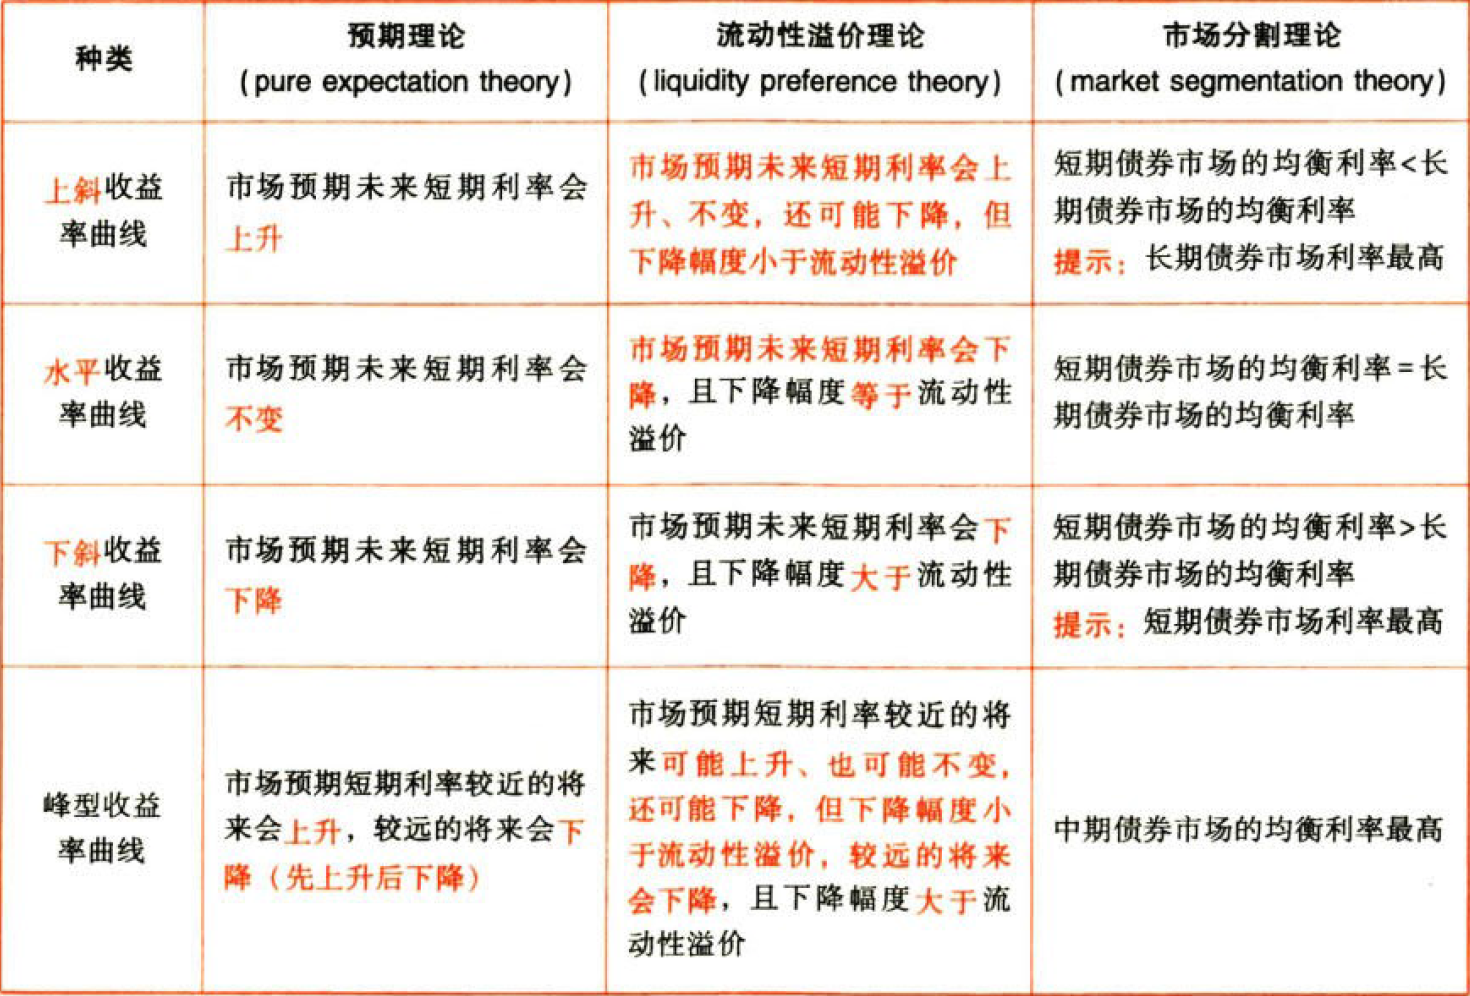 种类
预期理论
(pure expectation theory)
流动性溢价理论
(liquidity preference theory)
市场分割理论
(market segmentation theory)
上斜收益
率曲线
市场预期未来短期利率会
上升
市场预期未来短期利率会上
升、不变，还可能下降，但
下降幅度小于流动性溢价
短期债券市场的均衡利率<长
期债券市场的均衡利率
提示：长期债券市场利率最高
水平收益
率曲线
市场预期未来短期利率会
不变
市场预期未来短期利率会下
降，且下降幅度等于流动性
溢价
短期债券市场的均衡利率=长
期债券市场的均衡利率
下斜收益
率曲线
市场预期未来短期利率会
下降
市场预期未来短期利率会下
降，且下降幅度大于流动性
溢价
短期债券市场的均衡利率>长
期债券市场的均衡利率
提示：短期债券市场利率最高
峰型收益
率曲线
市场预期短期利率较近的将
来会上升，较远的将来会下
降（先上升后下降）
市场预期短期利率较近的将
来可能上升、也可能不变，
还可能下降，但下降幅度小
于流动性溢价，较远的将来
会下降，且下降幅度大于流
动性溢价
中期债券市场的均衡利率最高